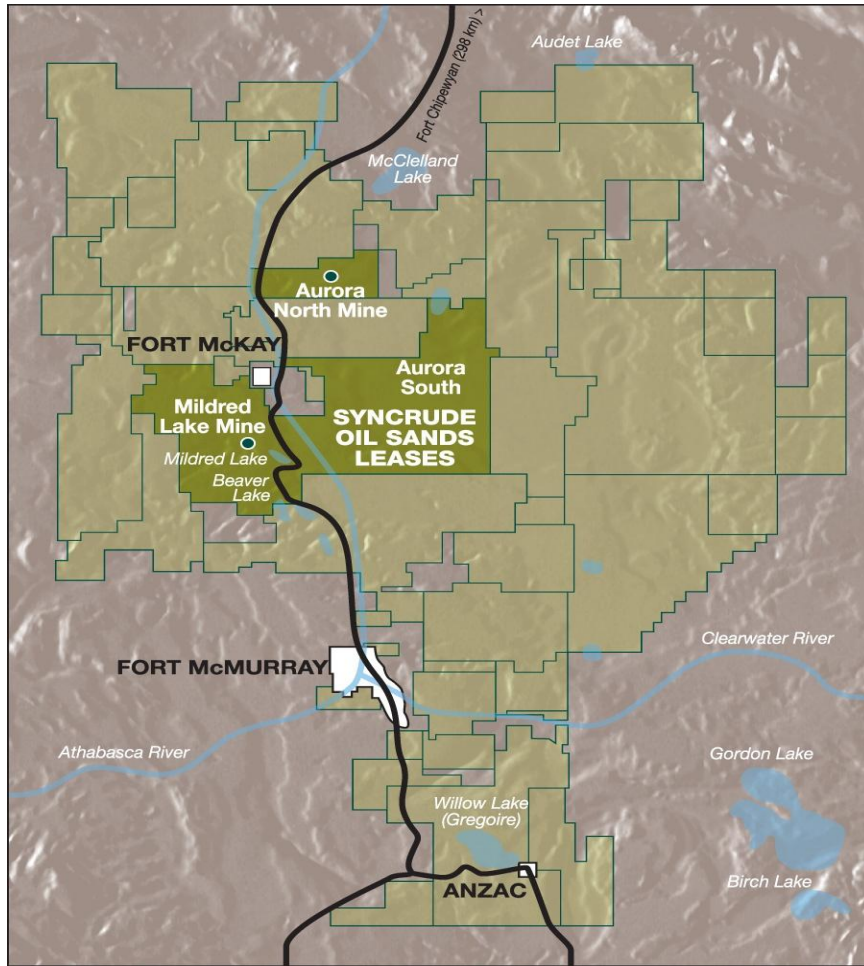 Audet Lake
Fort Chipewyan (298 km) >
McClelland
Lake
Aurora
North Mine
FORT McKAY
Aurora
South
Mildred
Lake Mine
SYNCRUDE
OIL SANDS
LEASES
Mildred Lake
Beaver
Lake
Clearwater River
FORT McMURRAY
Athabasca River
Gordon Lake
Willow Lake
(Gregoire)
Birch Lake
ANZAC